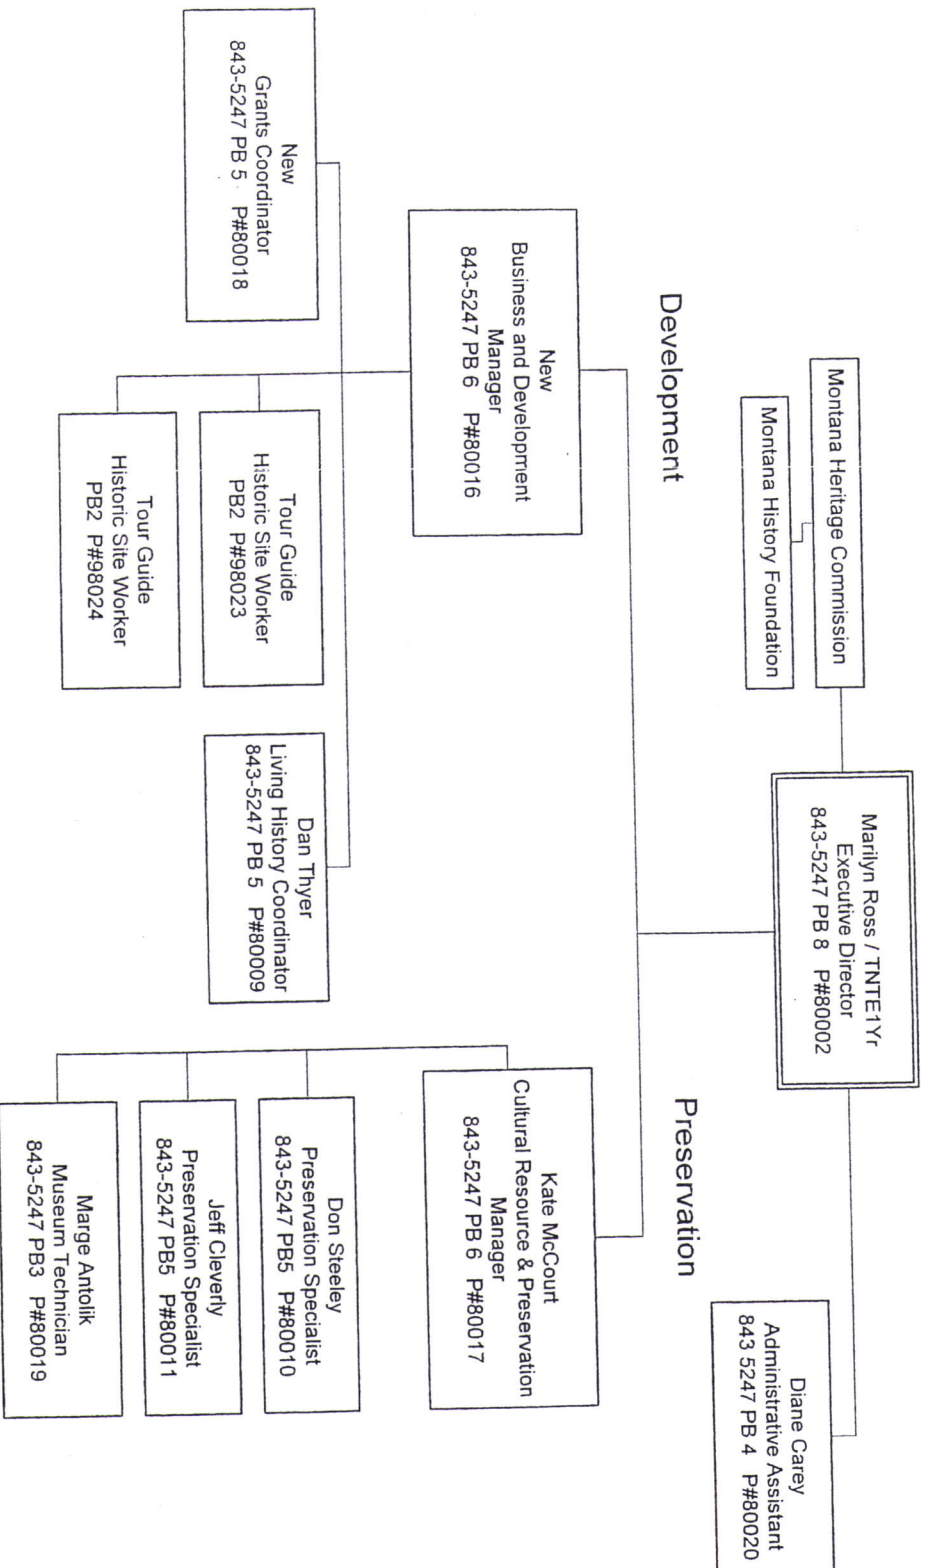 Montana Heritage Commission
Montana History Foundation
Marilyn Ross / TNTE1Yr
Executive Director
843-5247 PB 8 P#80002
Diane Carey
Administrative Assistant
843 5247 PB 4 P#80020
Development
Preservation
New
Business and Development
Manager
843-5247 PB 6 P#80016
Kate McCourt
Cultural Resource & Preservation
Manager
843-5247 PB 6 P#80017
New
Grants Coordinator
843-5247 PB 5 P#80018
Tour Guide
Historic Site Worker
PB2 P#98023
Tour Guide
Historic Site Worker
PB2 P#98024
Dan Thyer
Living History Coordinator
843-5247 PB 5 P#80009
Don Steeley
Preservation Specialist
843-5247 PB5 P#80010
Jeff Cleverly
Preservation Specialist
843-5247 PB5 P#80011
Marge Antolik
Museum Technician
843-5247 PB3 P#80019